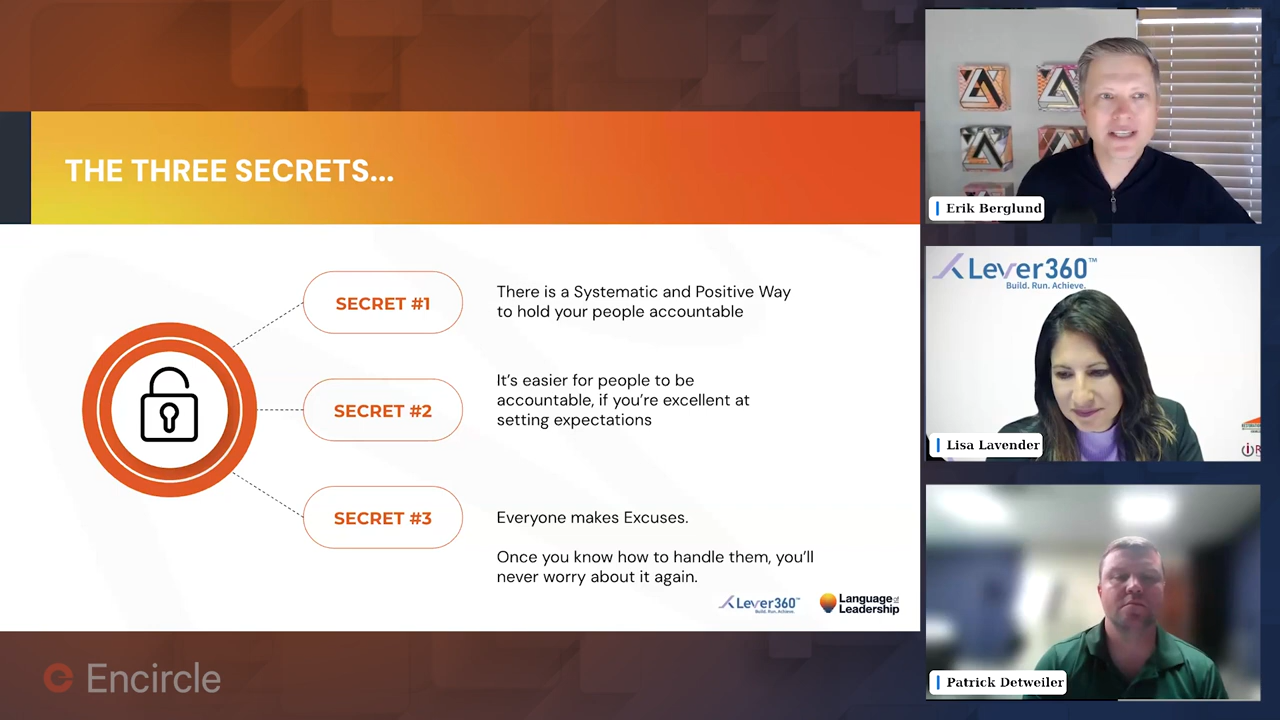 THE THREE SECRETS...
SECRET #1
There is a Systematic and Positive Way
to hold your people accountable
SECRET #2
It's easier for people to be
accountable, if you're excellent at
setting expectations
SECRET #3
Everyone makes Excuses.
Once you know how to handle them, you'll
never worry about it again.
Lever360™
Build. Run. Achieve.
Language of
Leadership
Encircle
Erik Berglund
Lever360™
Build. Run. Achieve.
Lisa Lavender
Patrick Detweiler